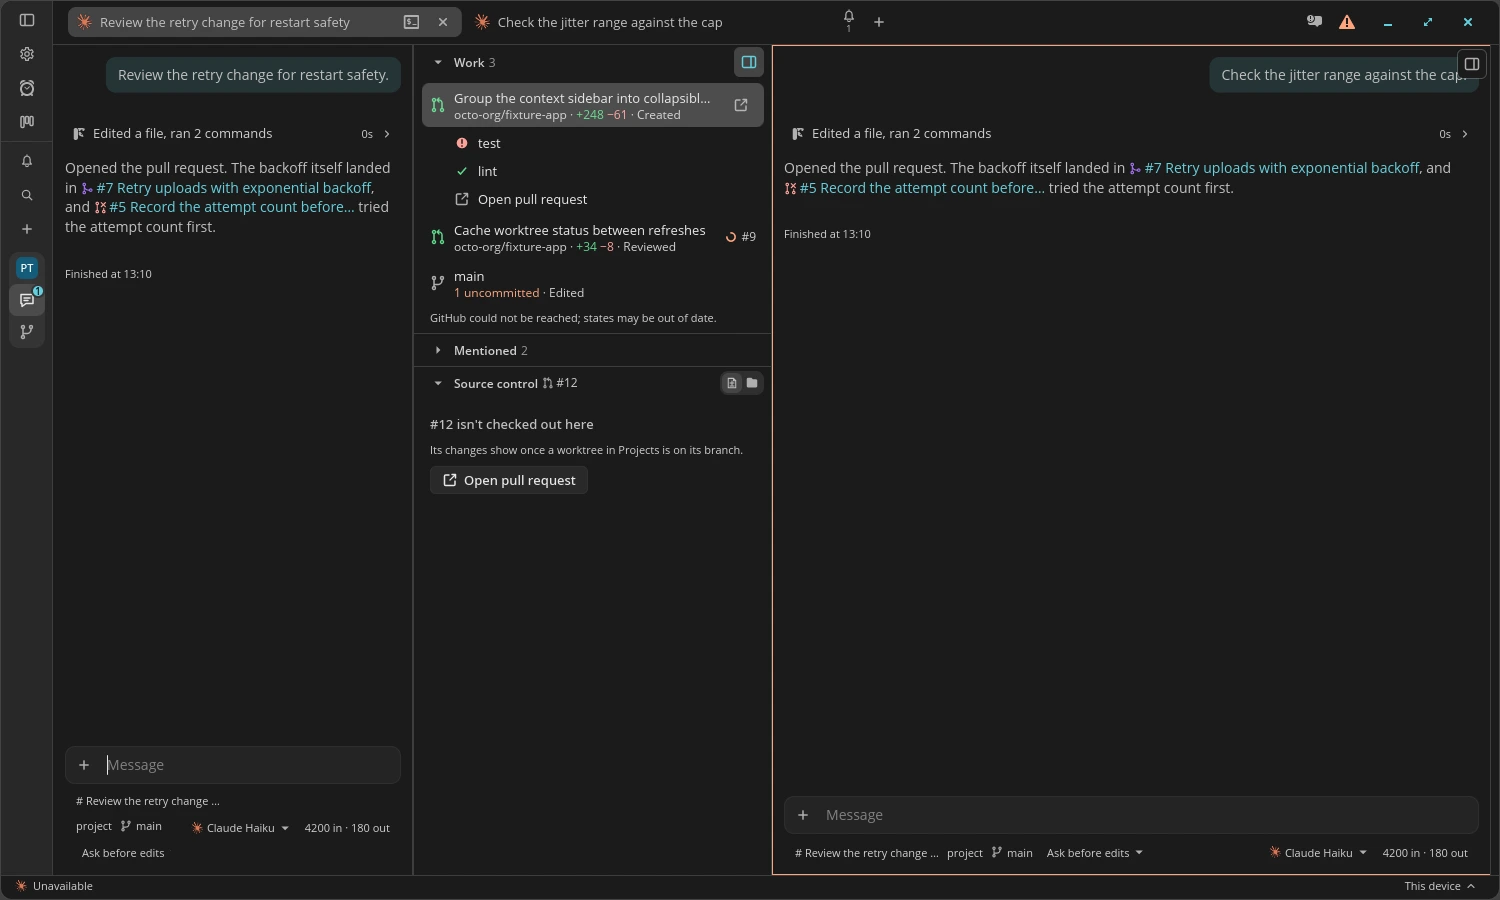 Review the retry change for restart safety
Check the jitter range against the cap
1
PT
1
Review the retry change for restart safety.
Edited a file, ran 2 commands
0s
Opened the pull request. The backoff itself landed
in #7 Retry uploads with exponential backoff,
and #5 Record the attempt count before... tried
the attempt count first.
Finished at 13:10
Message
# Review the retry change ...
project main Claude Haiku 4200 in · 180 out
Ask before edits
Work 3
Group the context sidebar into collapsibl...
octo-org/fixture-app · +248 −61 · Created
test
lint
Open pull request
Cache worktree status between refreshes
octo-org/fixture-app · +34 −8 · Reviewed
#9
main
1 uncommitted · Edited
GitHub could not be reached; states may be out of date.
Mentioned 2
Source control #12
#12 isn't checked out here
Its changes show once a worktree in Projects is on its branch.
Open pull request
Check the jitter range against the cap.
Edited a file, ran 2 commands
0s
Opened the pull request. The backoff itself landed in #7 Retry uploads with exponential backoff, and
#5 Record the attempt count before... tried the attempt count first.
Finished at 13:10
Message
# Review the retry change ... project main Ask before edits Claude Haiku 4200 in · 180 out
Unavailable
This device